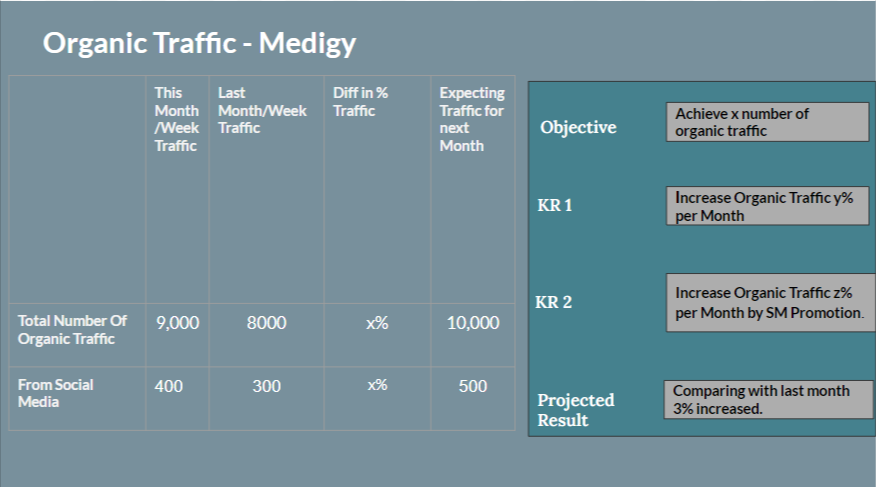 Organic Traffic - Medigy
This
Month
/Week
Traffic
Last
Month/Week
Traffic
Diff in %
Traffic
Expecting
Traffic for
next
Month
Total Number Of
Organic Traffic
9,000
8000
x%
10,000
From Social
Media
400
300
x%
500
Objective
Achieve x number of
organic traffic
KR 1
Increase Organic Traffic y%
per Month
KR 2
Increase Organic Traffic z%
per Month by SM Promotion.
Projected
Result
Comparing with last month
3% increased.